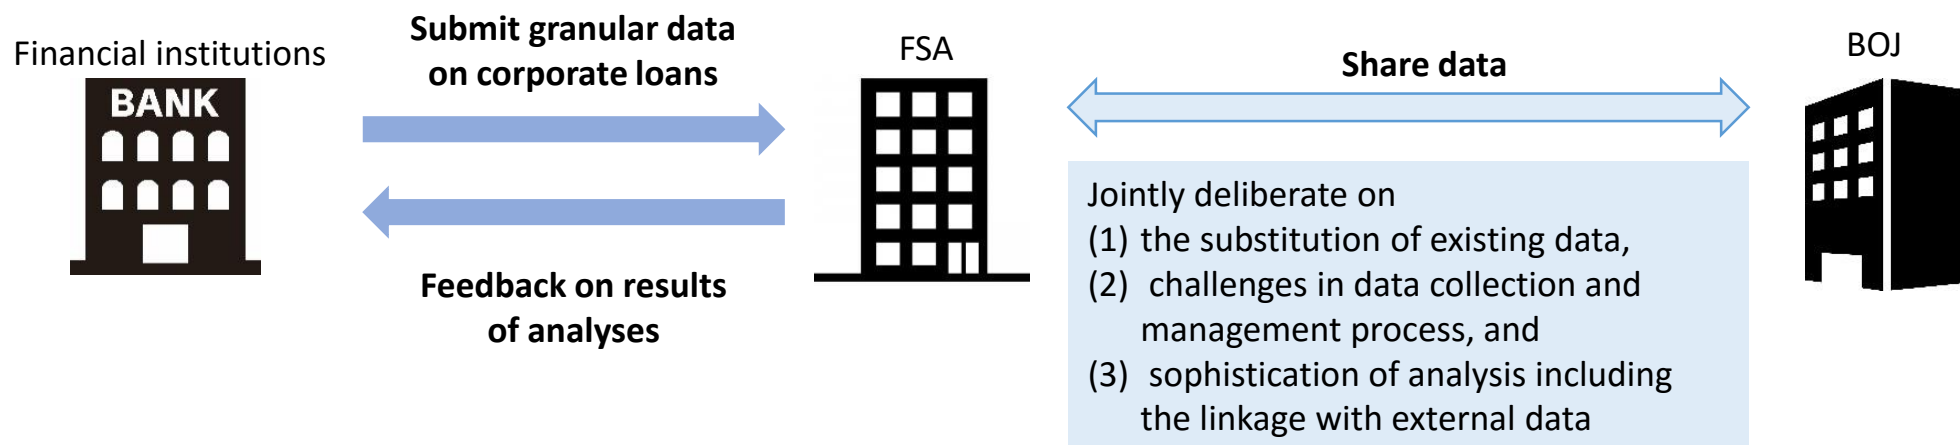 Financial institutions
BANK
Submit granular data
on corporate loans
Feedback on results
of analyses
FSA
Share data
BOJ
Jointly deliberate on
(1) the substitution of existing data,
(2) challenges in data collection and
management process, and
(3) sophistication of analysis including
the linkage with external data